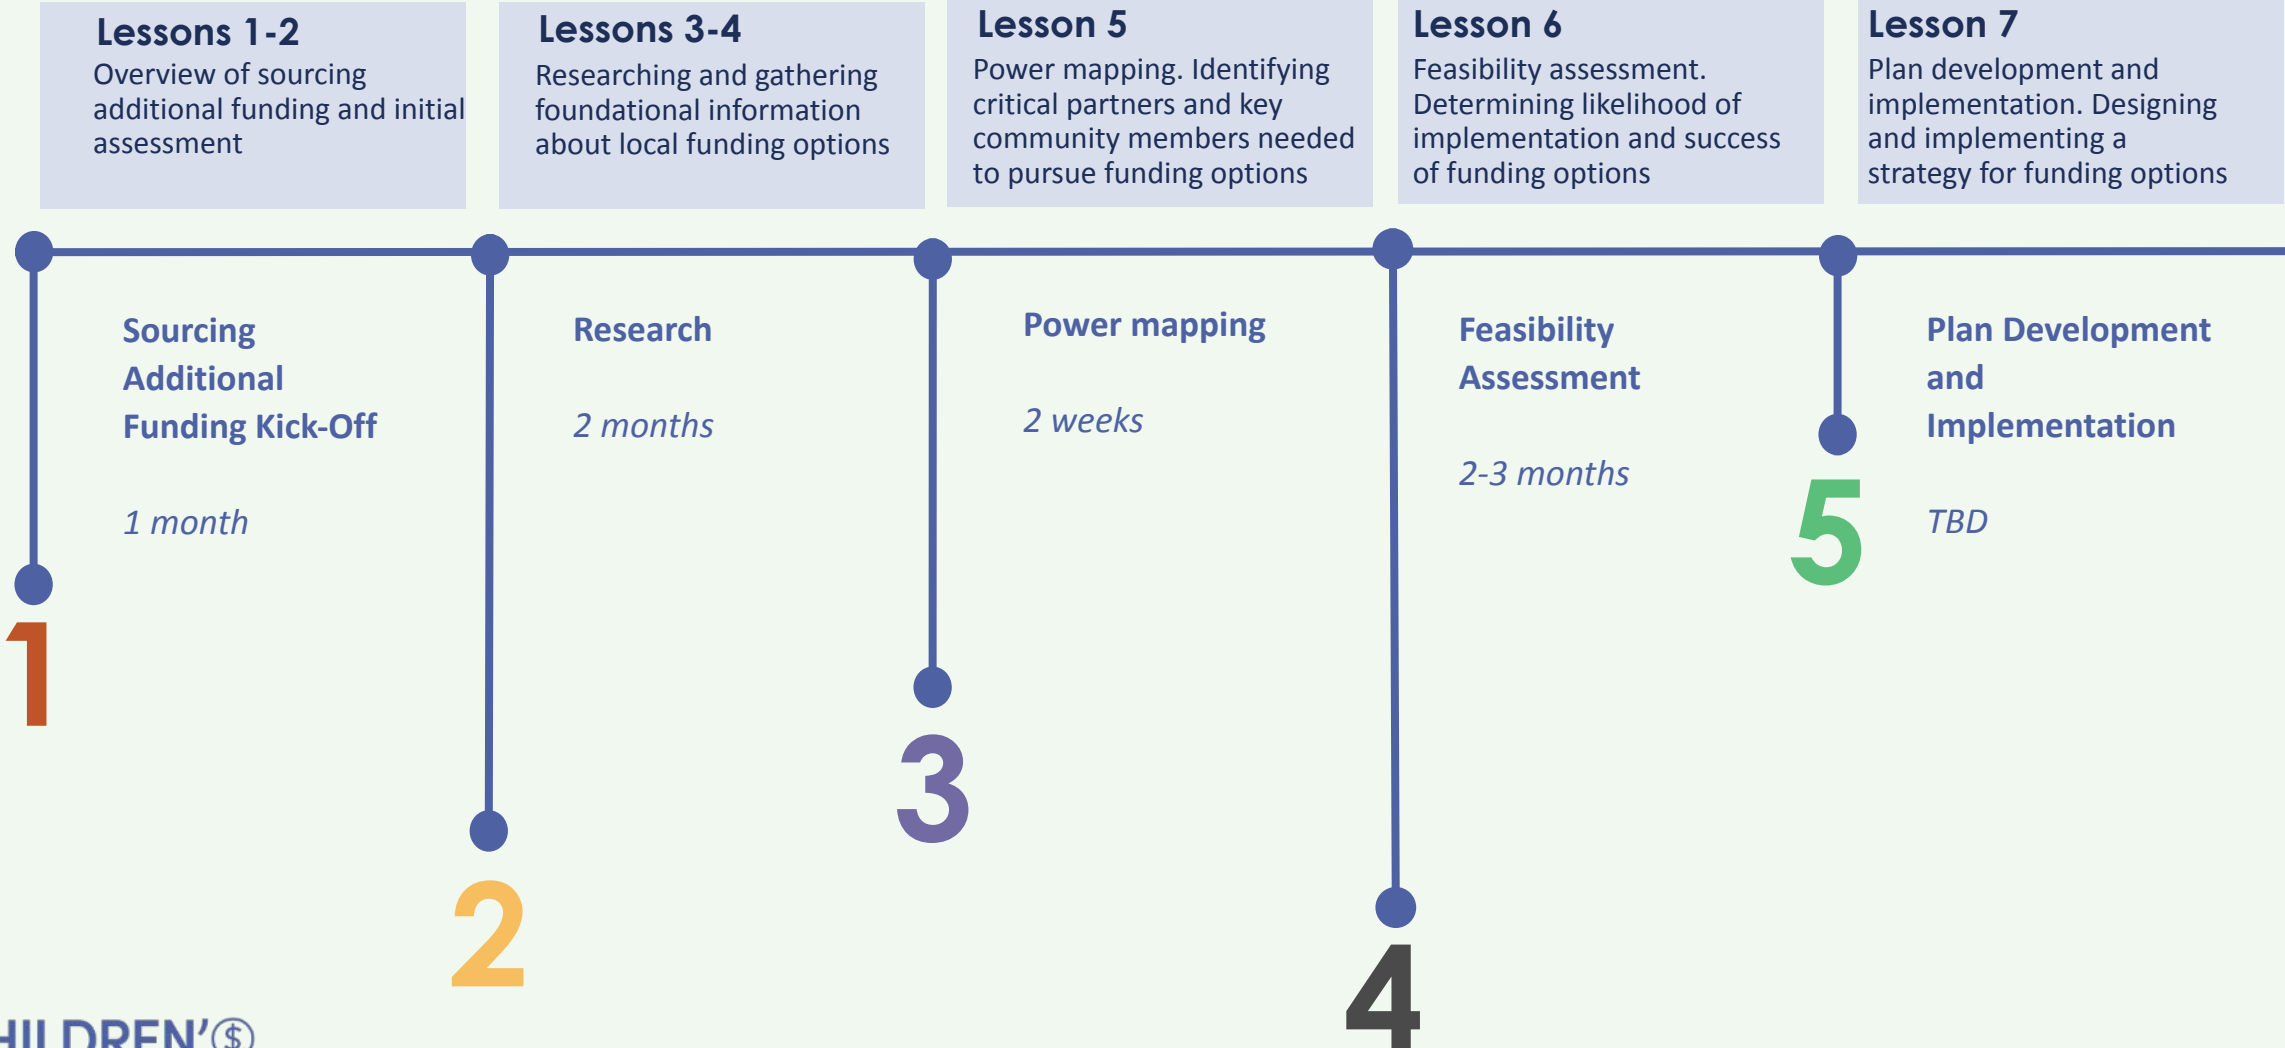 Lessons 1-2
Overview of sourcing
additional funding and initial
assessment
Lessons 3-4
Researching and gathering
foundational information
about local funding options
Lesson 5
Power mapping. Identifying
critical partners and key
community members needed
to pursue funding options
Lesson 6
Feasibility assessment.
Determining likelihood of
implementation and success
of funding options
Lesson 7
Plan development and
implementation. Designing
and implementing a
strategy for funding options
Sourcing
Additional
Funding Kick-Off
1 month
1
Research
2 months
2
Power mapping
2 weeks
3
Feasibility
Assessment
2-3 months
4
Plan Development
and
Implementation
TBD
5